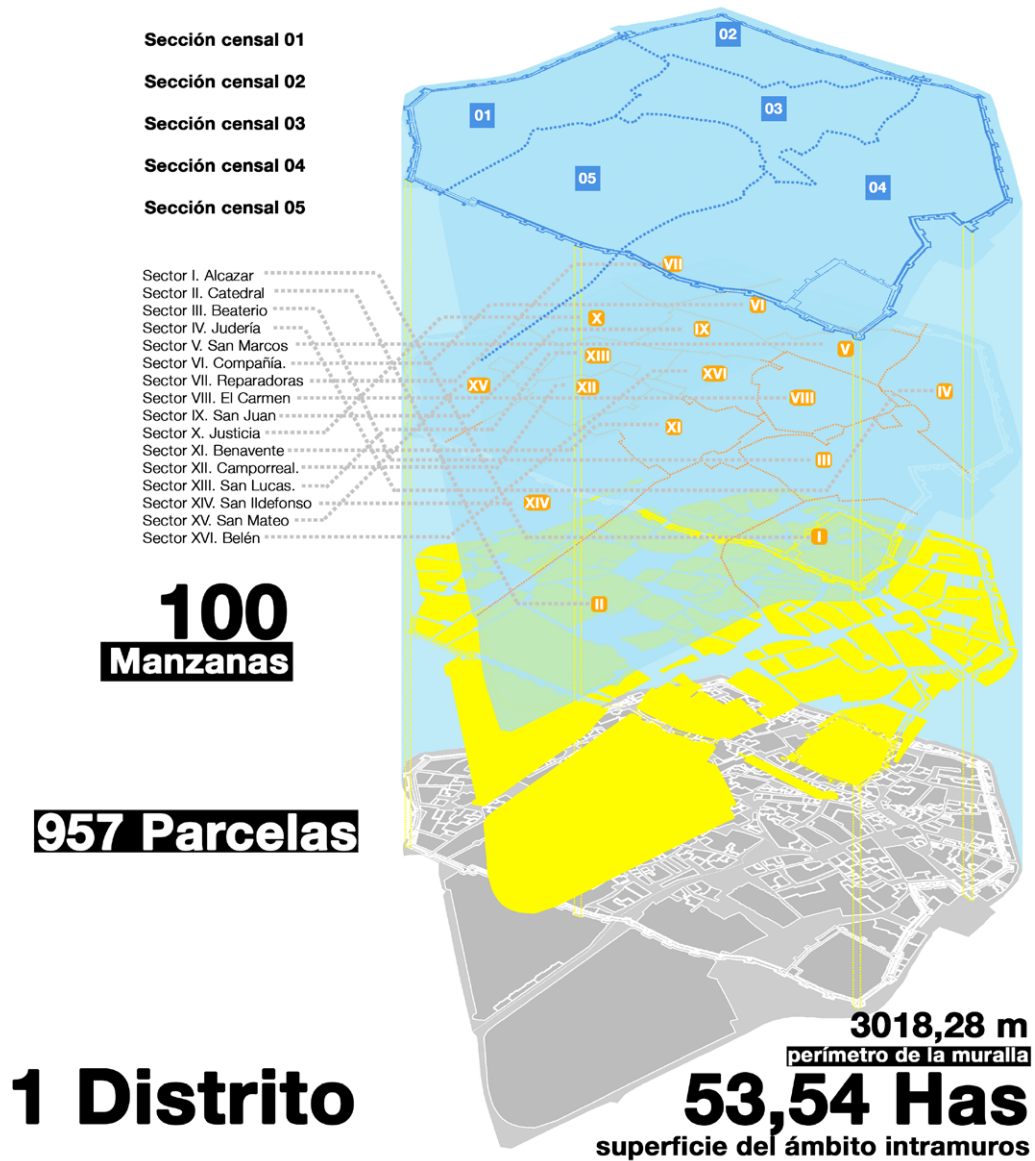 Sección censal 01
Sección censal 02
Sección censal 03
Sección censal 04
Sección censal 05
02
01
03
05
04
Sector I. Alcazar
Sector II. Catedral
Sector III. Beaterio
Sector IV. Judería
Sector V. San Marcos
Sector VI. Compañía.
Sector VII. Reparadoras
Sector VIII. El Carmen
Sector IX. San Juan
Sector X. Justicia
Sector XI. Benavente
Sector XII. Camporreal.
Sector XIII. San Lucas.
Sector XIV. San Ildefonso
Sector XV. San Mateo
Sector XVI. Belén
VII
VI
X
IX
V
XIII
XVI
XV
XII
VIII
IV
XI
III
XIV
I
II
100
Manzanas
957 Parcelas
1 Distrito
3018,28 m
perímetro de la muralla
53,54 Has
superficie del ámbito intramuros